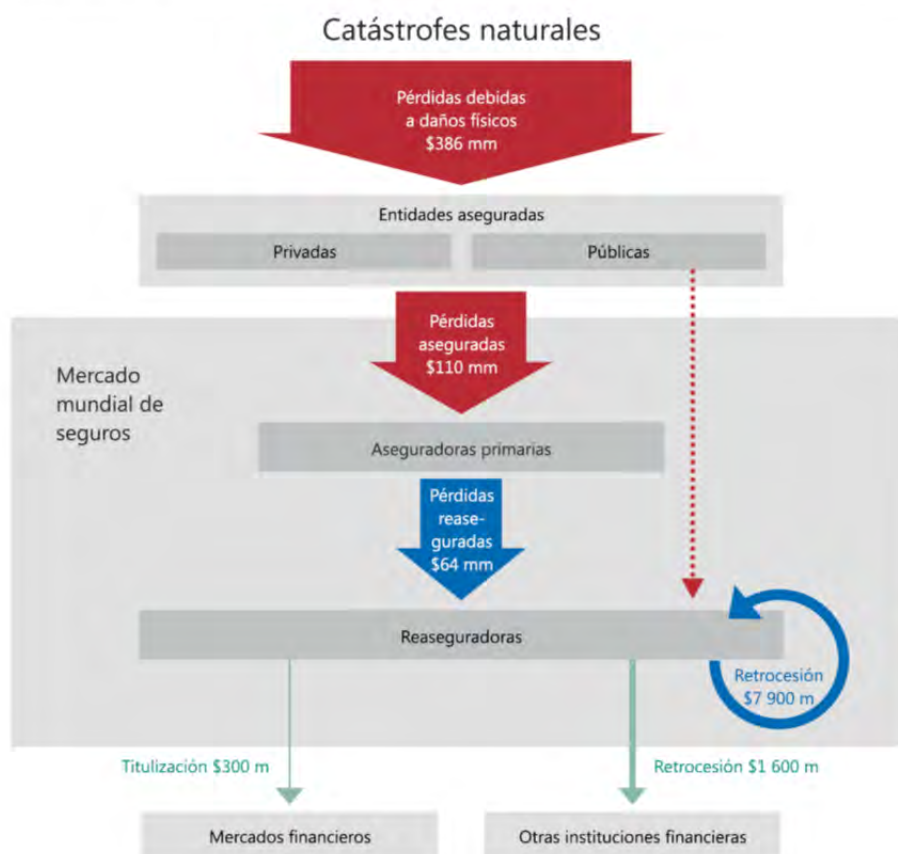 Catástrofes naturales
Pérdidas debidas
a daños físicos
$386 mm
Entidades aseguradas
Privadas
Públicas
Pérdidas
aseguradas
$110 mm
Mercado
mundial de
seguros
Aseguradoras primarias
Pérdidas
rease-
guradas
$64 mm
Reaseguradoras
Retrocesión
$7 900 m
Titulización $300 m
Retrocesión $1 600 m
Mercados financieros
Otras instituciones financieras